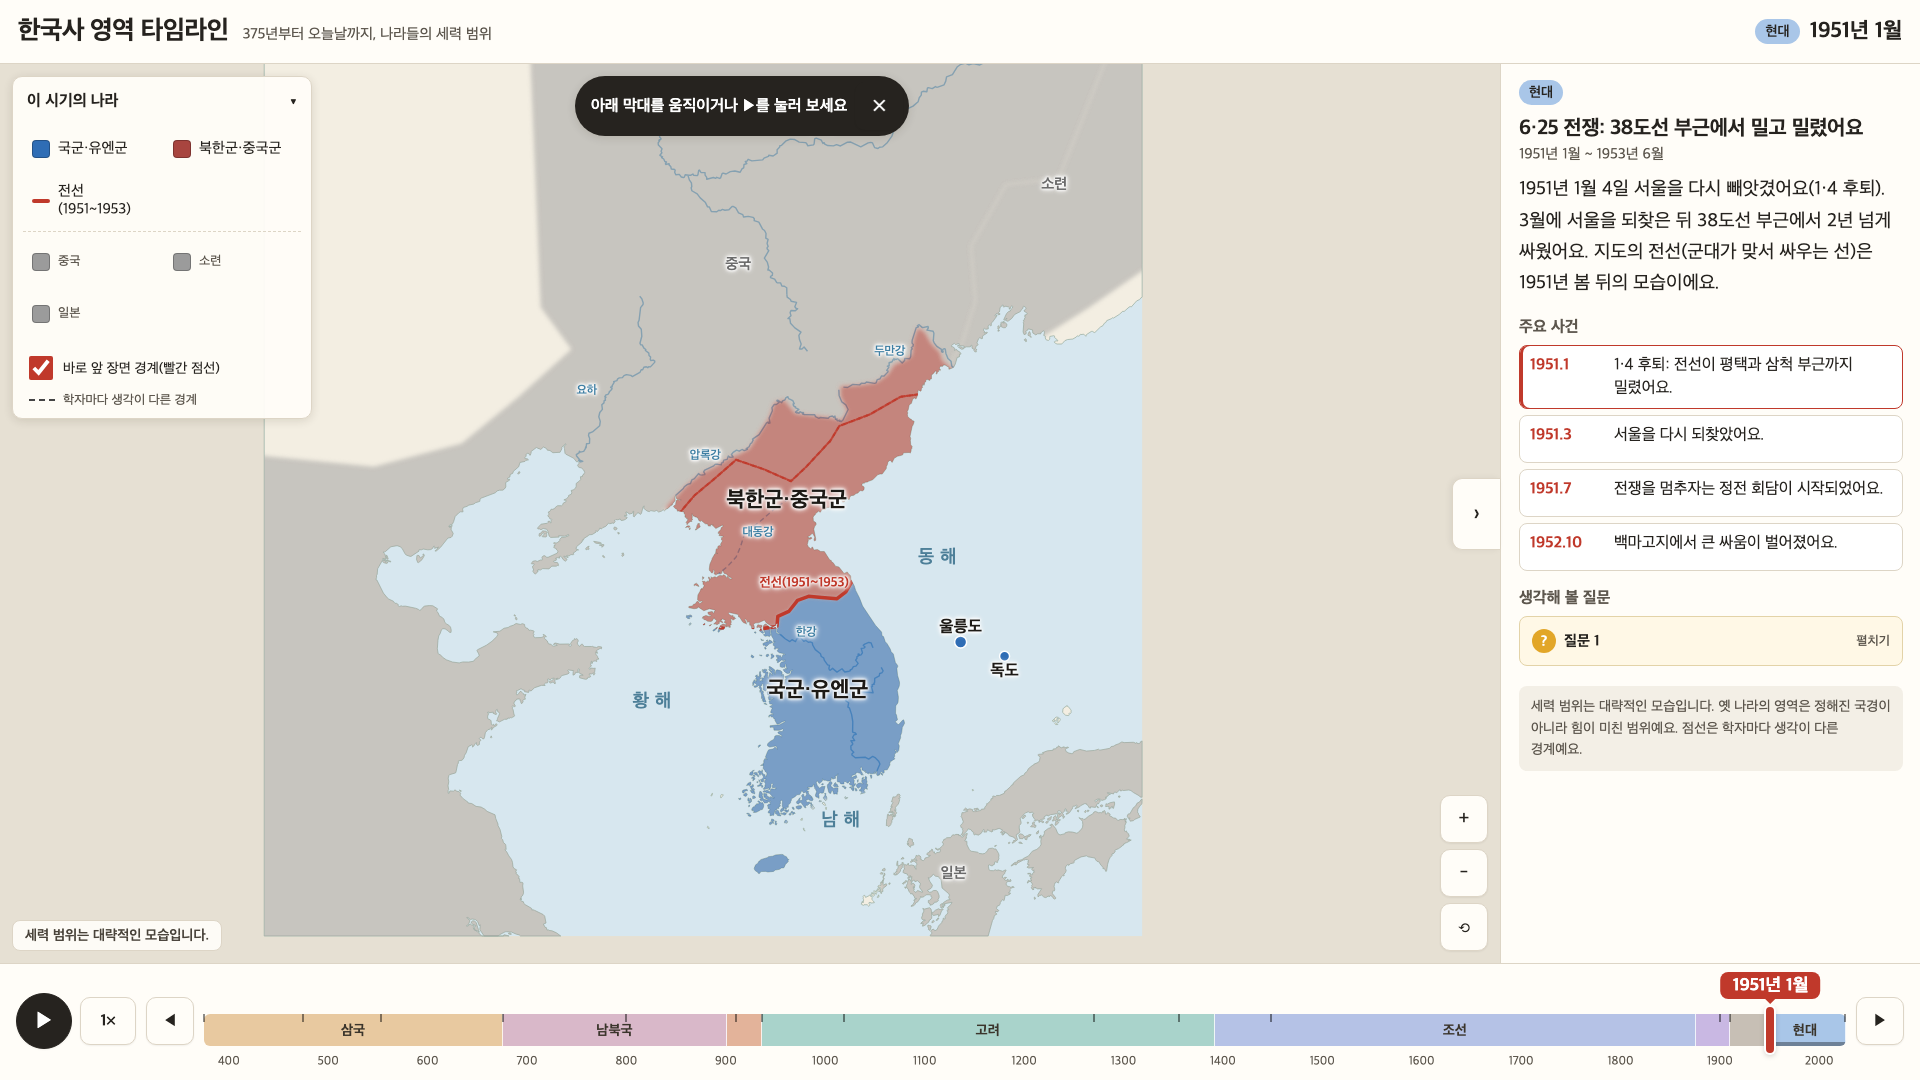 한국사 영역 타임라인
375년부터 오늘날까지, 나라들의 세력 범위
현대
1951년 1월
이 시기의 나라
국군·유엔군
북한군·중국군
전선
(1951~1953)
중국
소련
일본
바로 앞 장면 경계(빨간 점선)
학자마다 생각이 다른 경계
아래 막대를 움직이거나 ▶를 눌러 보세요
소련
중국
두만강
요하
압록강
북한군·중국군
대동강
동 해
전선(1951~1953)
울릉도
한강
독도
국군·유엔군
황 해
남 해
일본
세력 범위는 대략적인 모습입니다.
현대
6·25 전쟁: 38도선 부근에서 밀고 밀렸어요
1951년 1월 ~ 1953년 6월
1951년 1월 4일 서울을 다시 빼앗겼어요(1·4 후퇴).
3월에 서울을 되찾은 뒤 38도선 부근에서 2년 넘게
싸웠어요. 지도의 전선(군대가 맞서 싸우는 선)은
1951년 봄 뒤의 모습이에요.
주요 사건
1951.1
1·4 후퇴: 전선이 평택과 삼척 부근까지
밀렸어요.
1951.3
서울을 다시 되찾았어요.
1951.7
전쟁을 멈추자는 정전 회담이 시작되었어요.
1952.10
백마고지에서 큰 싸움이 벌어졌어요.
생각해 볼 질문
? 질문 1
펼치기
세력 범위는 대략적인 모습입니다. 옛 나라의 영역은 정해진 국경이
아니라 힘이 미친 범위예요. 점선은 학자마다 생각이 다른
경계예요.
1951년 1월
1×
삼국
남북국
고려
조선
현대
400 500 600 700 800 900 1000 1100 1200 1300 1400 1500 1600 1700 1800 1900 2000